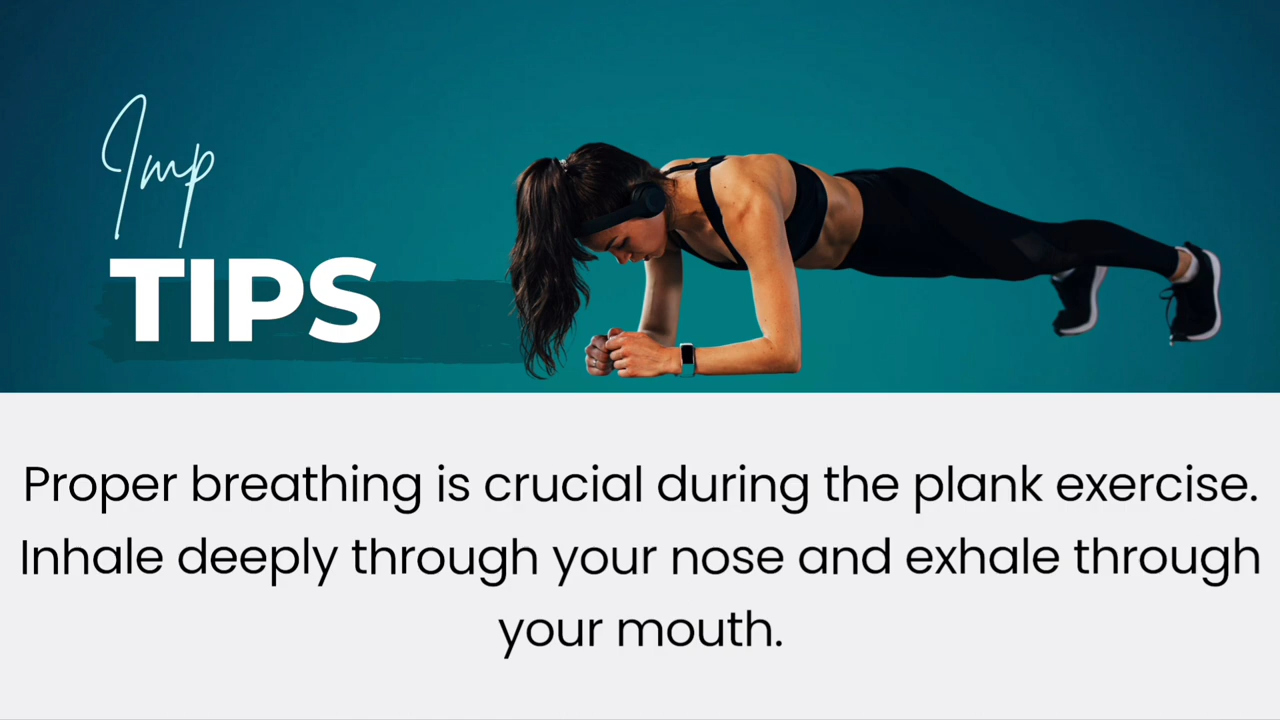 Imp
TIPS
Proper breathing is crucial during the plank exercise.
Inhale deeply through your nose and exhale through
your mouth.